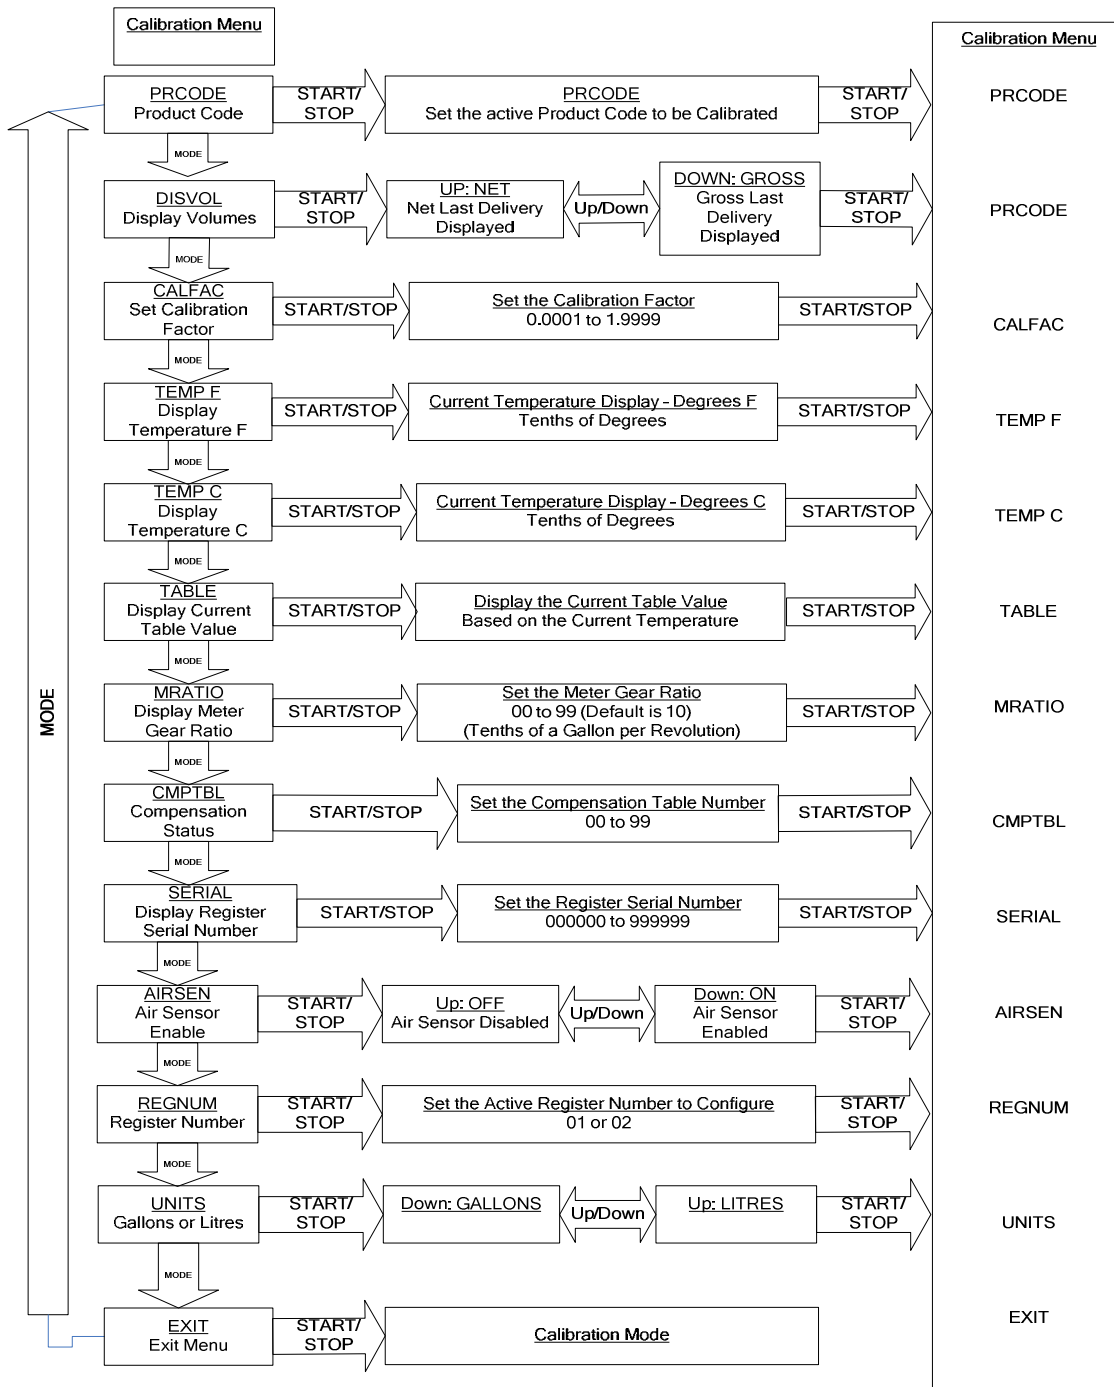 Calibration Menu
Calibration Menu
PRCODE
Product Code
START/
STOP
PRCODE
Set the active Product Code to be Calibrated
START/
STOP
PRCODE
MODE
DISVOL
Display Volumes
START/
STOP
UP: NET
Net Last Delivery
Displayed
Up/Down
DOWN: GROSS
Gross Last
Delivery
Displayed
START/
STOP
PRCODE
MODE
CALFAC
Set Calibration
Factor
START/STOP
Set the Calibration Factor
0.0001 to 1.9999
START/STOP
CALFAC
MODE
TEMP F
Display
Temperature F
START/STOP
Current Temperature Display - Degrees F
Tenths of Degrees
START/STOP
TEMP F
MODE
TEMP C
Display
Temperature C
START/STOP
Current Temperature Display - Degrees C
Tenths of Degrees
START/STOP
TEMP C
MODE
TABLE
Display Current
Table Value
START/STOP
Display the Current Table Value
Based on the Current Temperature
START/STOP
TABLE
MODE
MODE
MRATIO
Display Meter
Gear Ratio
START/STOP
Set the Meter Gear Ratio
00 to 99 (Default is 10)
(Tenths of a Gallon per Revolution)
START/STOP
MRATIO
MODE
CMPTBL
Compensation
Status
START/STOP
Set the Compensation Table Number
00 to 99
START/STOP
CMPTBL
MODE
SERIAL
Display Register
Serial Number
START/STOP
Set the Register Serial Number
000000 to 999999
START/STOP
SERIAL
MODE
AIRSEN
Air Sensor
Enable
START/
STOP
Up: OFF
Air Sensor Disabled
Up/Down
Down: ON
Air Sensor
Enabled
START/
STOP
AIRSEN
MODE
REGNUM
Register Number
START/
STOP
Set the Active Register Number to Configure
01 or 02
START/
STOP
REGNUM
MODE
UNITS
Gallons or Litres
START/
STOP
Down: GALLONS
Up/Down
Up: LITRES
START/
STOP
UNITS
MODE
EXIT
Exit Menu
START/
STOP
Calibration Mode
EXIT